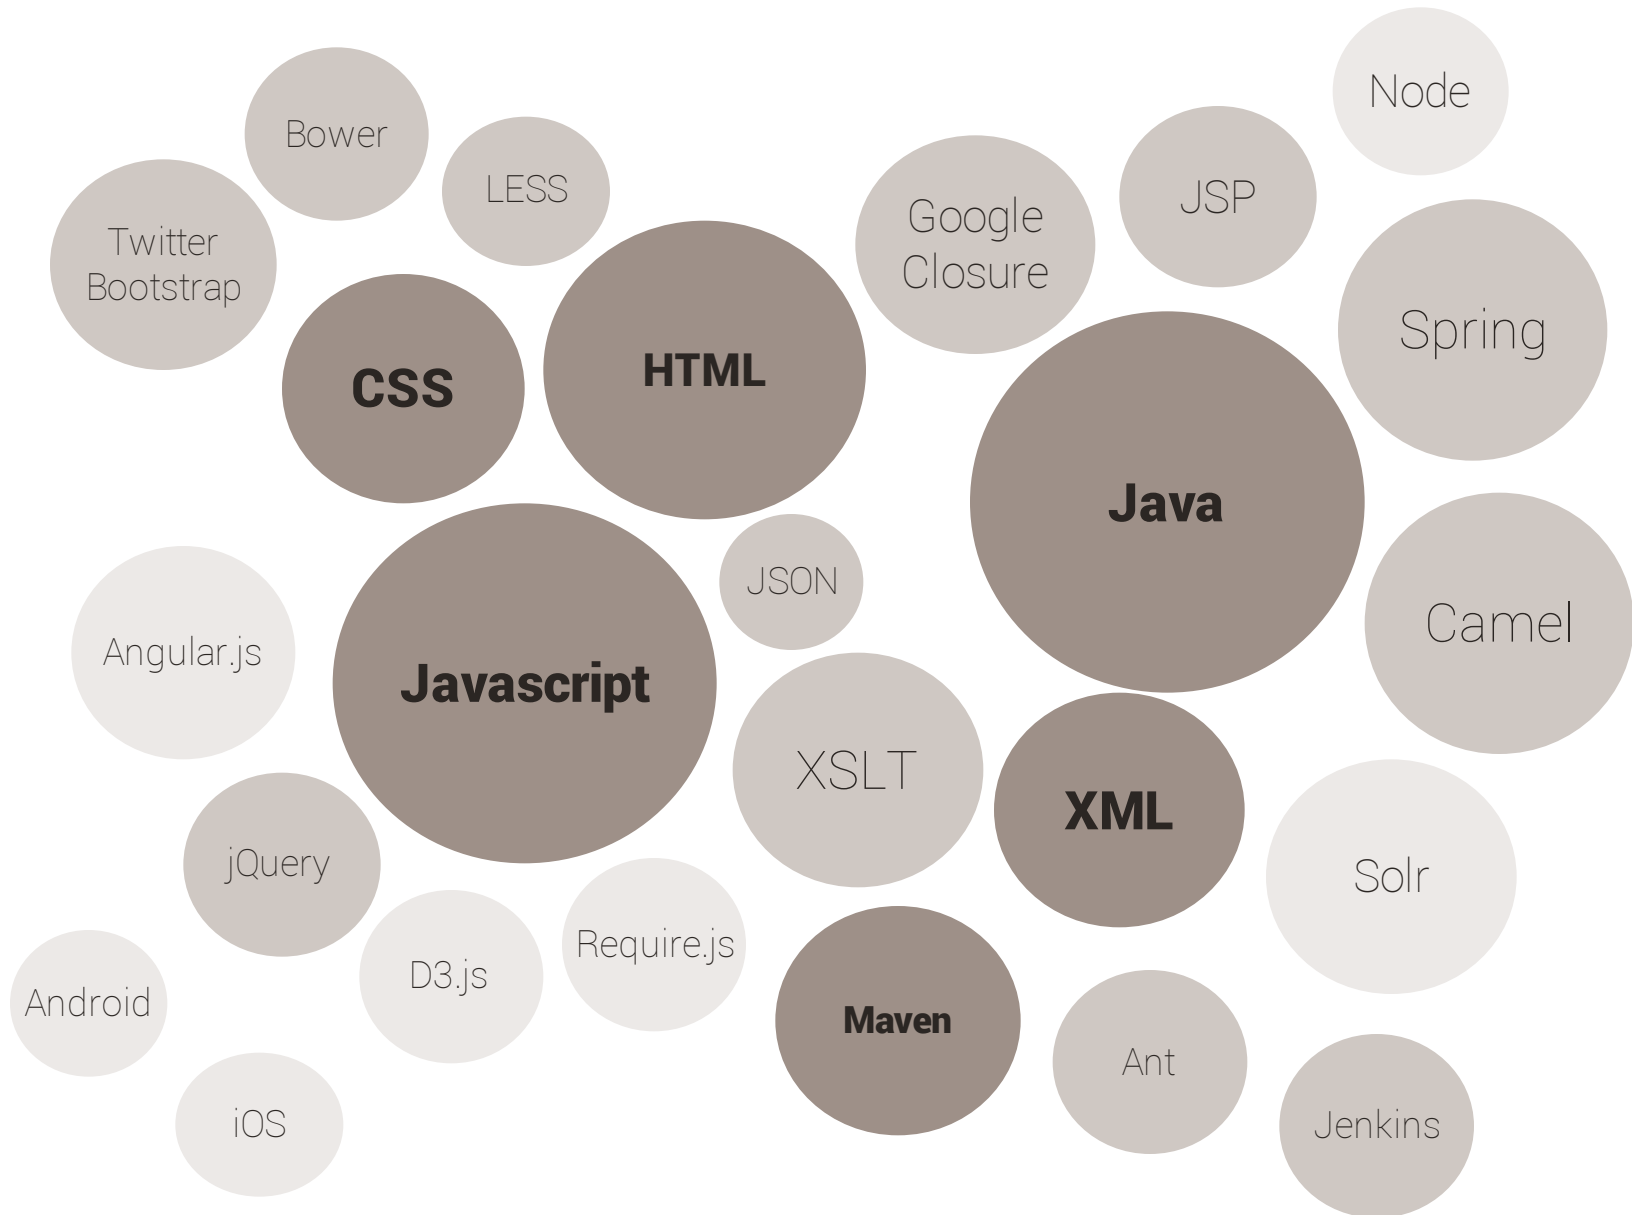 Node
Bower
LESS
JSP
Google
Closure
Twitter
Bootstrap
Spring
CSS
HTML
Java
JSON
Camel
Angular.js
Javascript
XSLT
XML
Solr
jQuery
D3.js
Require.js
Android
Maven
Ant
iOS
Jenkins